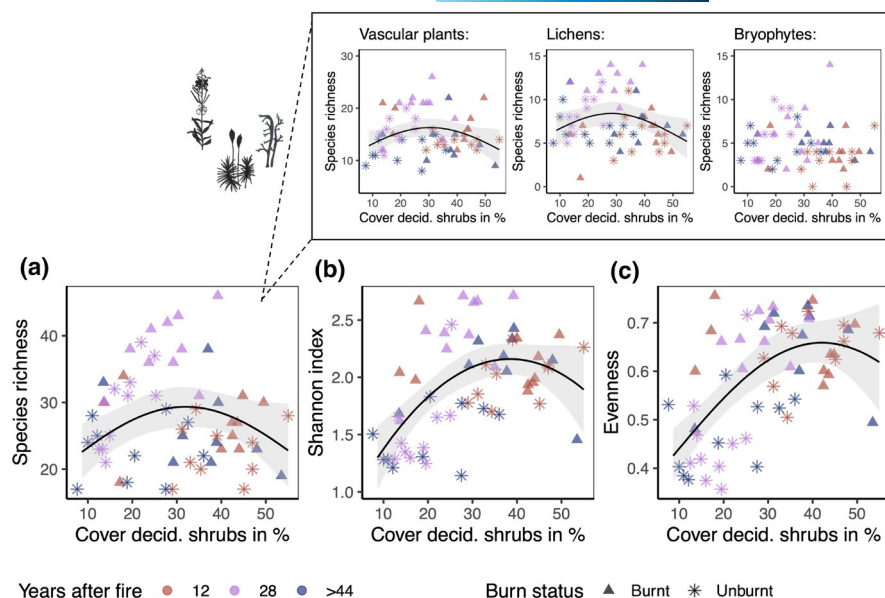 Vascular plants:
Lichens:
Bryophytes:
Species richness
30
20
10
10 20 30 40 50
Cover decid. shrubs in %
Species richness
15
10
5
0
10 20 30 40 50
Cover decid. shrubs in %
Species richness
15
10
5
0
10 20 30 40 50
Cover decid. shrubs in %
(a)
Species richness
40
30
20
10 20 30 40 50
Cover decid. shrubs in %
(b)
Shannon index
2.5
2.0
1.5
1.0
10 20 30 40 50
Cover decid. shrubs in %
(c)
Evenness
0.7
0.6
0.5
0.4
10 20 30 40 50
Cover decid. shrubs in %
Years after fire 12 28 >44
Burn status Burnt Unburnt